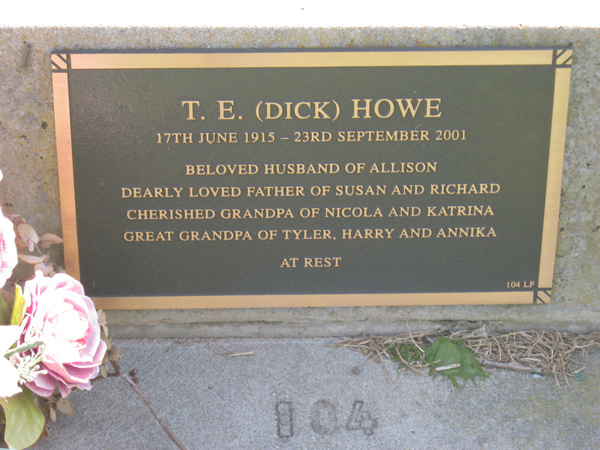 T. E. (DICK) HOWE
17TH JUNE 1915 – 23RD SEPTEMBER 2001
BELOVED HUSBAND OF ALLISON
DEARLY LOVED FATHER OF SUSAN AND RICHARD
CHERISHED GRANDPA OF NICOLA AND KATRINA
GREAT GRANDPA OF TYLER, HARRY AND ANNIKA
AT REST
104 LF
104